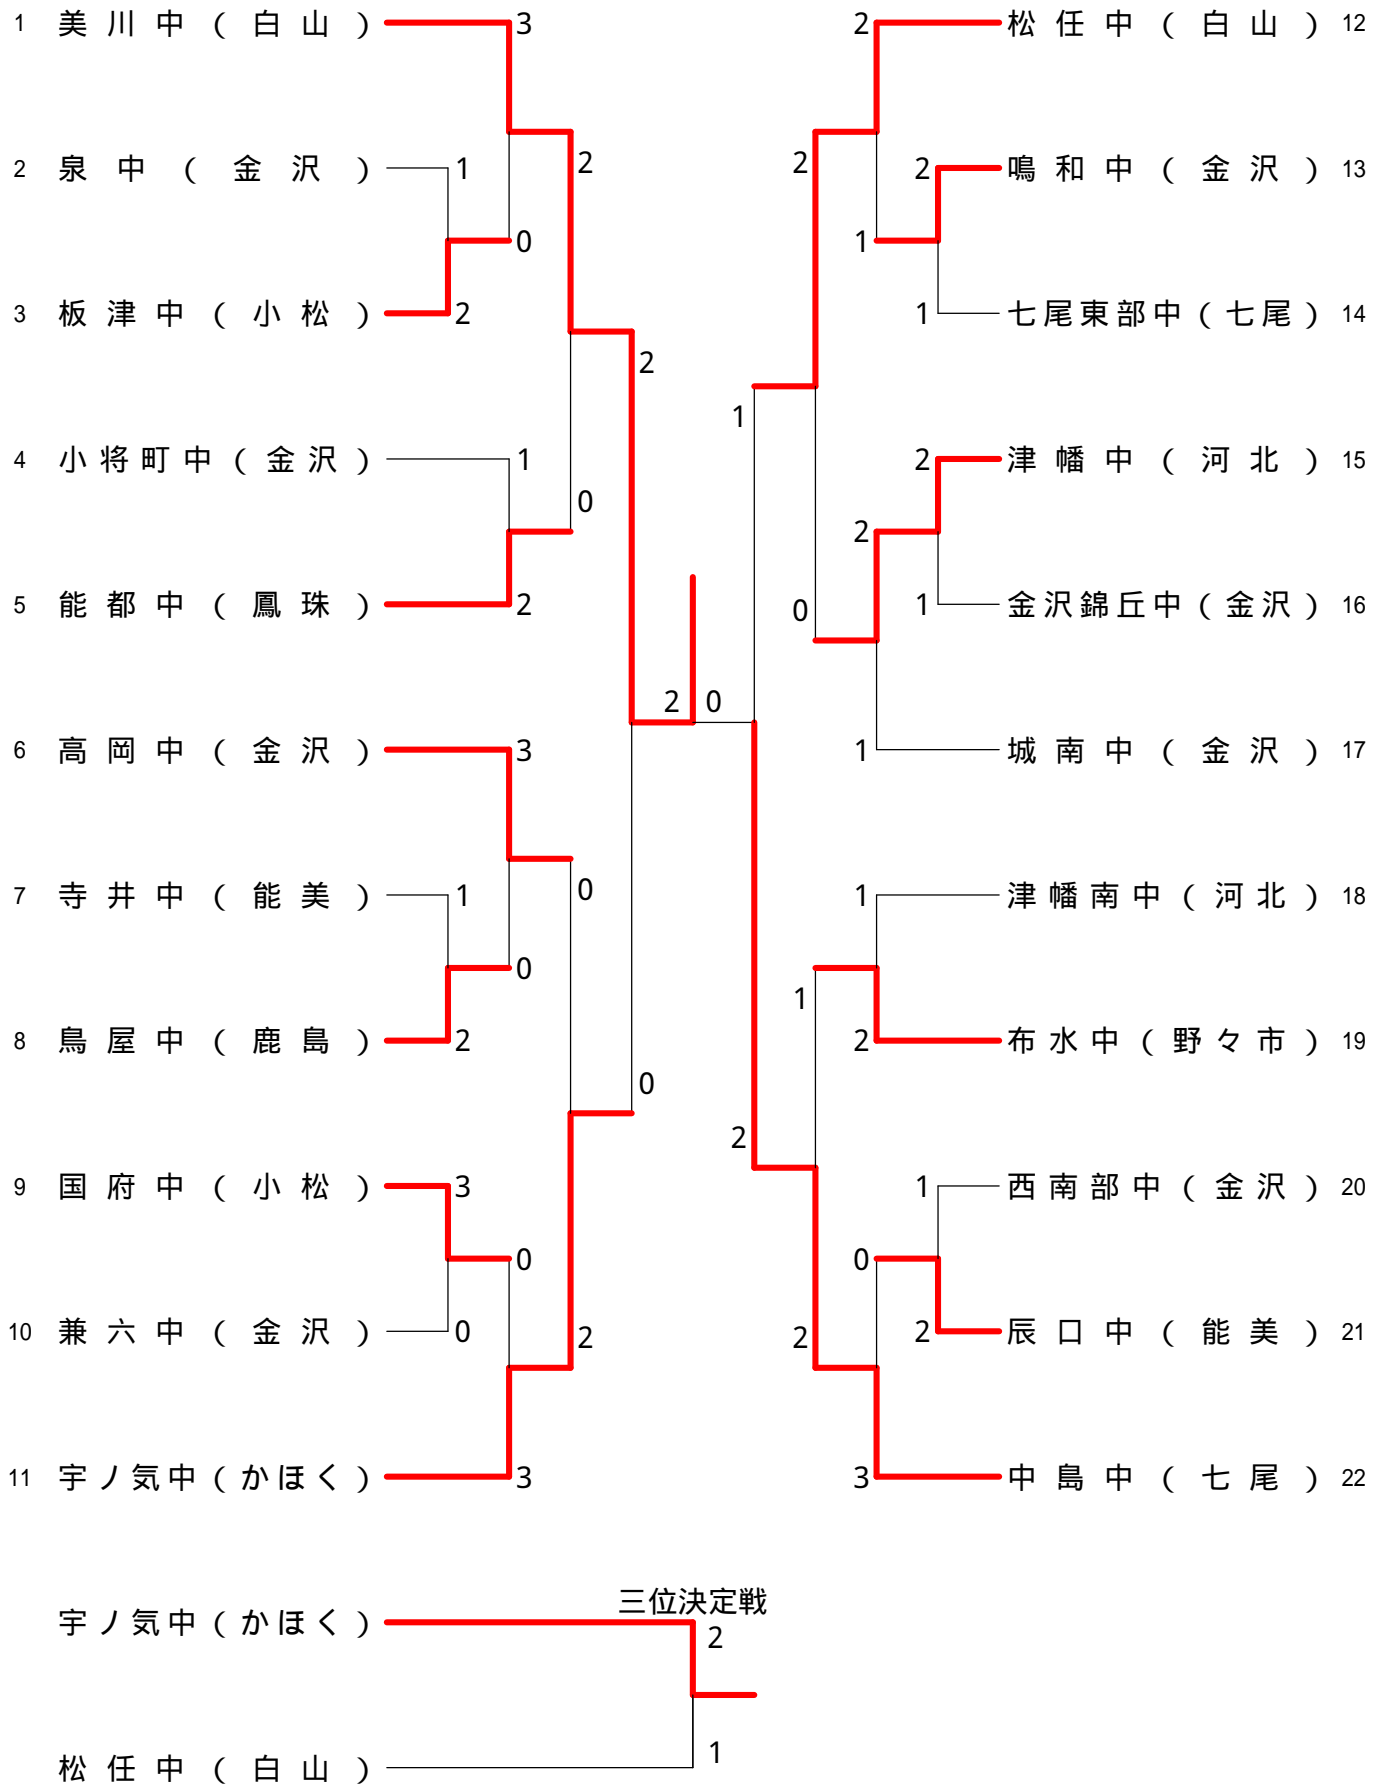 1 美川中(白山) 3
2 松任中(白山) 12
2 泉中(金沢) 1
2
2
2 鳴和中(金沢) 13
0
1
3 板津中(小松) 2
1 七尾東部中(七尾) 14
2
1
4 小将町中(金沢) 1
2 津幡中(河北) 15
0
2
5 能都中(鳳珠) 2
0
1 金沢錦丘中(金沢) 16
2 0
6 高岡中(金沢) 3
1 城南中(金沢) 17
7 寺井中(能美) 1
0
1 津幡南中(河北) 18
0
1
8 鳥屋中(鹿島) 2
2 布水中(野々市) 19
0
2
9 国府中(小松) 3
1 西南部中(金沢) 20
0
0
10 兼六中(金沢) 0
2
2
2 辰口中(能美) 21
11 宇ノ気中(かほく) 3
3 中島中(七尾) 22
三位決定戦
宇ノ気中(かほく)
2
1
松任中(白山)